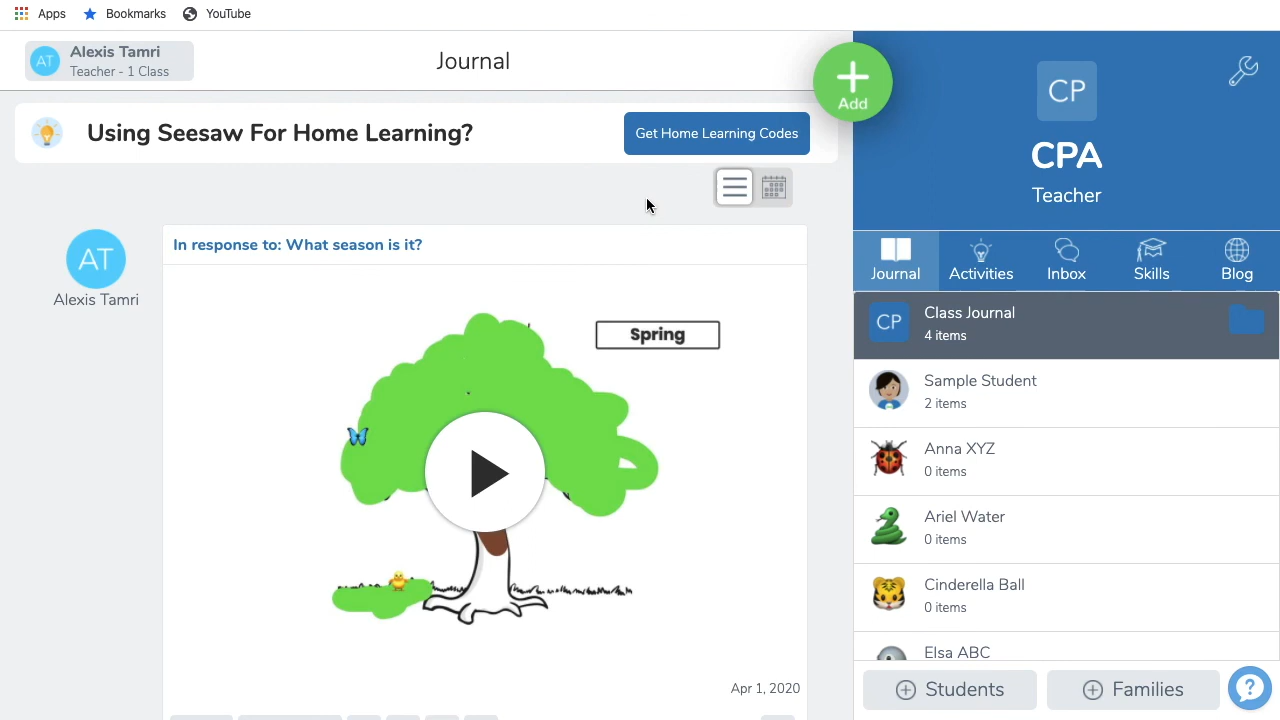 Apps Bookmarks YouTube
AT Alexis Tamri
Teacher - 1 Class
Journal
Add
Using Seesaw For Home Learning?
Get Home Learning Codes
AT
Alexis Tamri
In response to: What season is it?
Spring
Apr 1, 2020
CP
CPA
Teacher
Journal Activities Inbox Skills Blog
CP Class Journal
4 items
Sample Student
2 items
Anna XYZ
0 items
Ariel Water
0 items
Cinderella Ball
0 items
Elsa ABC
Students Families ?